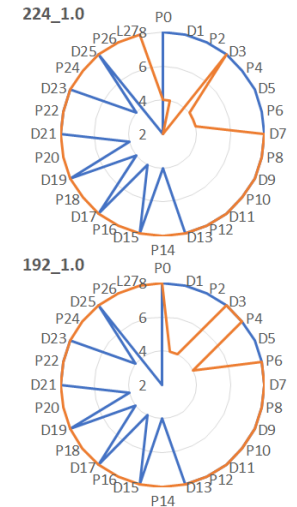 224_1.0
P0
L27 8 D1
P26 P2
D25 D3
P24 6 P4
D23 4 D5
P22 P6
D21 2 D7
P20 P8
D19 D9
P18 P10
D17 D11
P16 P12
D15 D13
P14
192_1.0
P0
L27 8 D1
P26 P2
D25 D3
P24 6 P4
D23 4 D5
P22 P6
D21 2 D7
P20 P8
D19 D9
P18 P10
D17 D11
P16 P12
D15 D13
P14